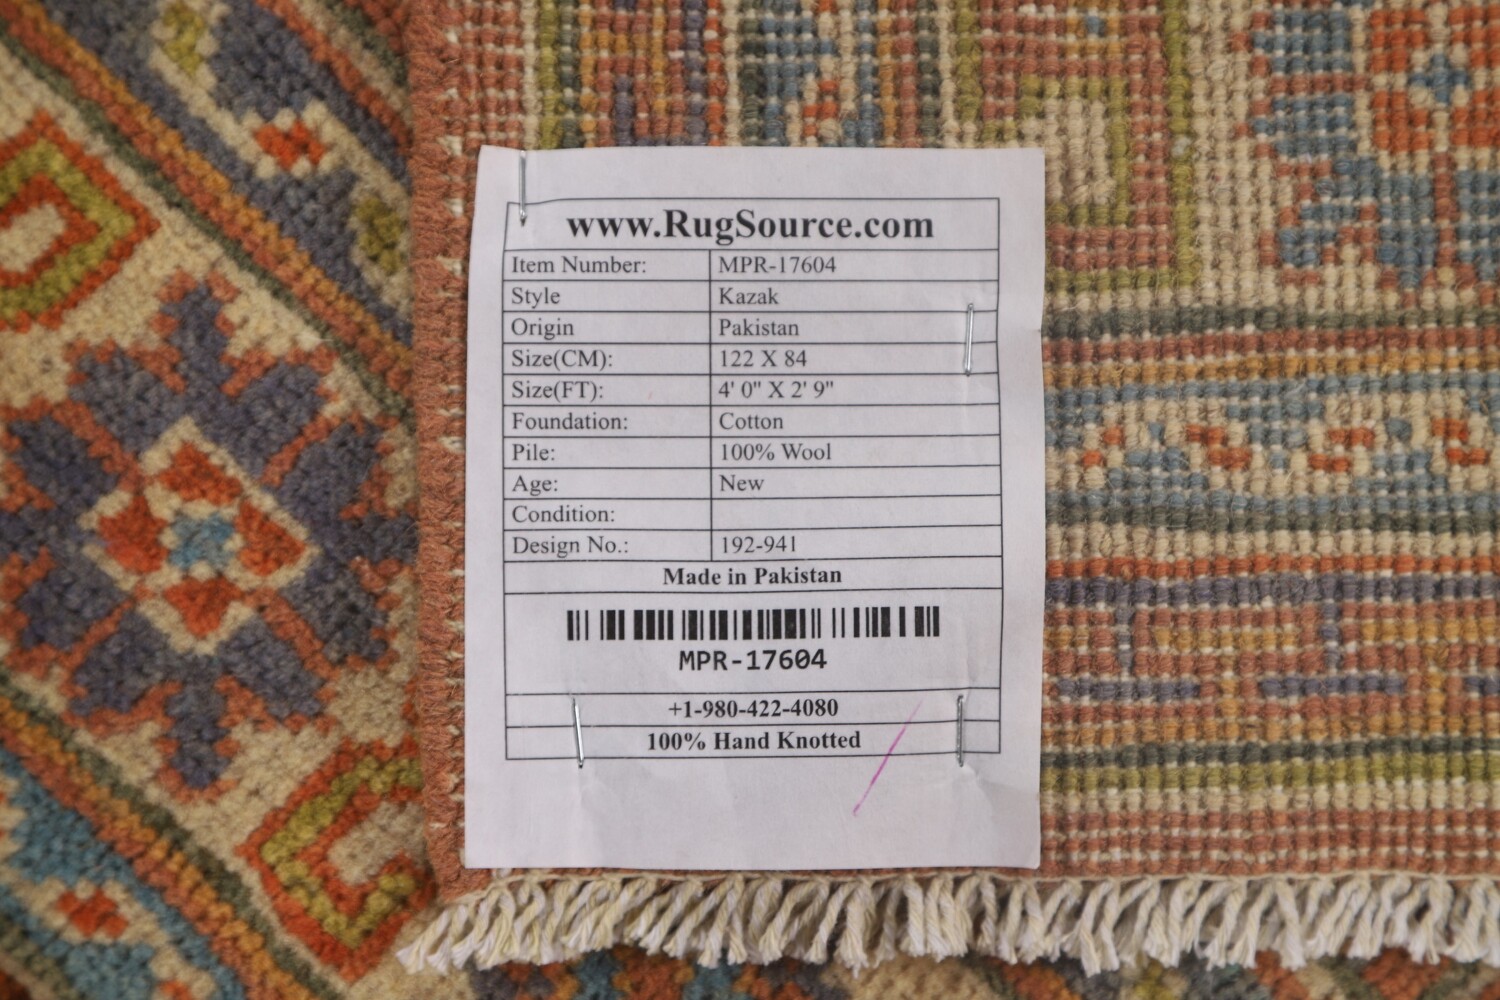 www.RugSource.com
Item Number: MPR-17604
Style Kazak
Origin Pakistan
Size(CM): 122 X 84
Size(FT): 4' 0" X 2' 9"
Foundation: Cotton
Pile: 100% Wool
Age: New
Condition:
Design No.: 192-941
Made in Pakistan
MPR-17604
+1-980-422-4080
100% Hand Knotted